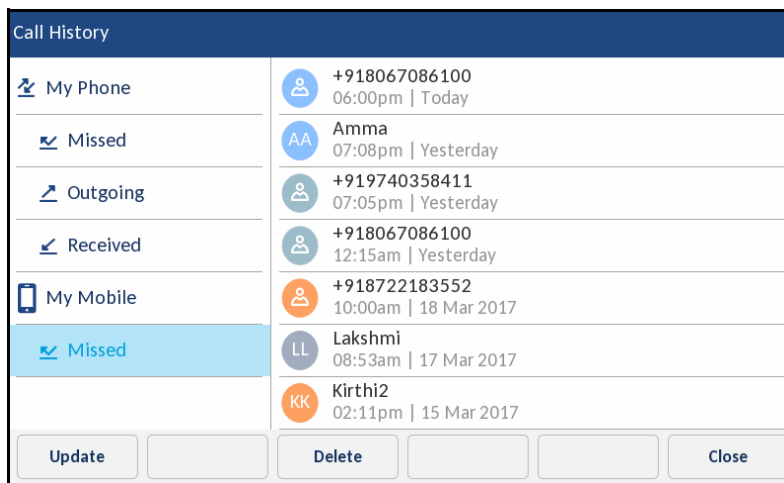 Call History
My Phone
Missed
Outgoing
Received
My Mobile
Missed
+918067086100
06:00pm | Today
AA
Amma
07:08pm | Yesterday
+919740358411
07:05pm | Yesterday
+918067086100
12:15am | Yesterday
+918722183552
10:00am | 18 Mar 2017
LL
Lakshmi
08:53am | 17 Mar 2017
KK
Kirthi2
02:11pm | 15 Mar 2017
Update
Delete
Close